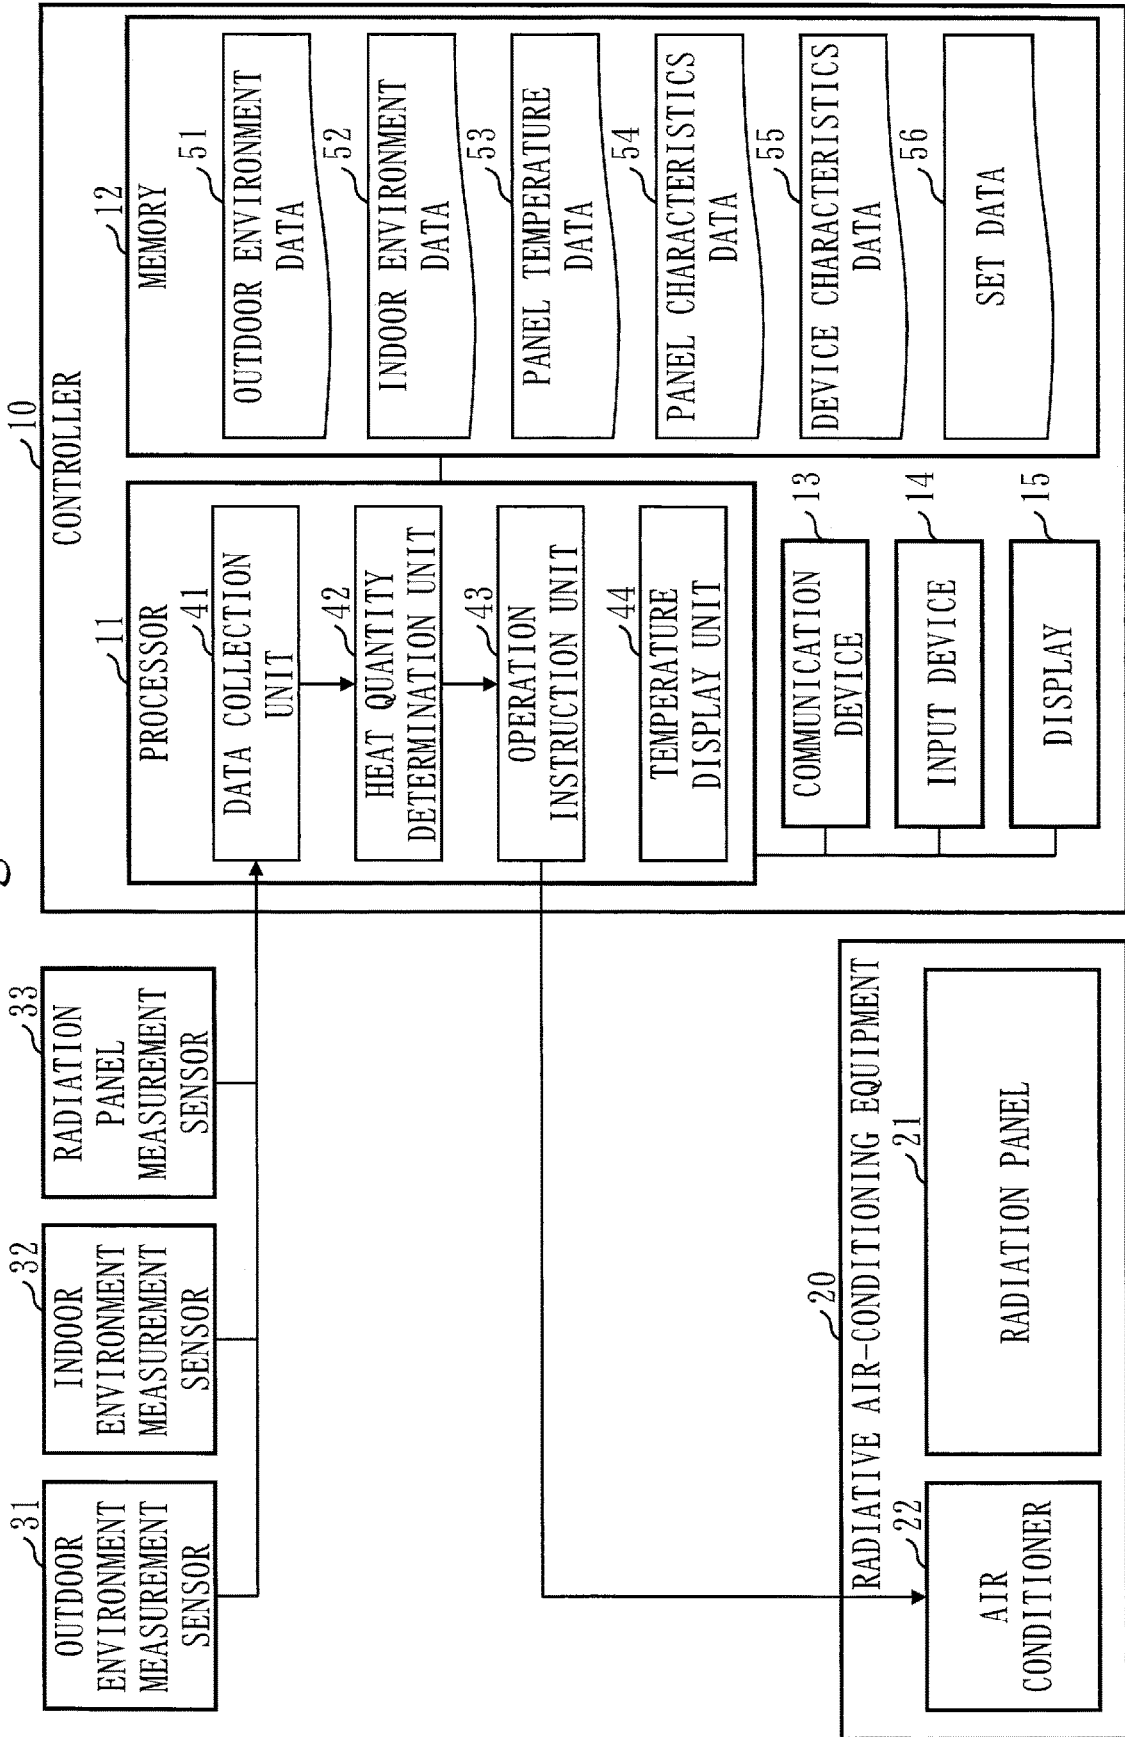 31
OUTDOOR
ENVIRONMENT
MEASUREMENT
SENSOR
32
INDOOR
ENVIRONMENT
MEASUREMENT
SENSOR
33
RADIATION
PANEL
MEASUREMENT
SENSOR
10
CONTROLLER
11
PROCESSOR
41
DATA COLLECTION
UNIT
42
HEAT QUANTITY
DETERMINATION UNIT
43
OPERATION
INSTRUCTION UNIT
44
TEMPERATURE
DISPLAY UNIT
12
MEMORY
51
OUTDOOR ENVIRONMENT
DATA
52
INDOOR ENVIRONMENT
DATA
53
PANEL TEMPERATURE
DATA
54
PANEL CHARACTERISTICS
DATA
55
DEVICE CHARACTERISTICS
DATA
56
SET DATA
13
COMMUNICATION
DEVICE
14
INPUT DEVICE
15
DISPLAY
20
RADIATIVE AIR-CONDITIONING EQUIPMENT
22
AIR
CONDITIONER
21
RADIATION PANEL